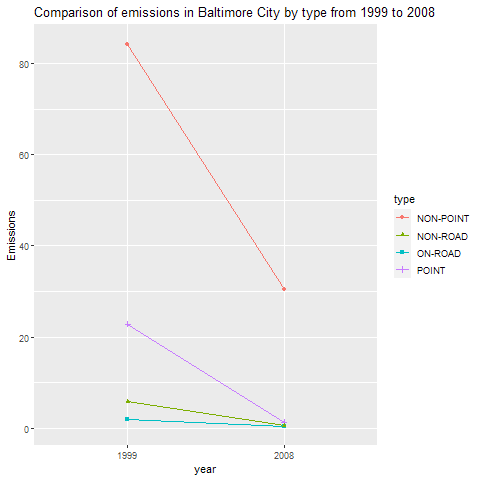 Comparison of emissions in Baltimore City by type from 1999 to 2008
80
60
40
20
0
Emissions
1999 2008
year
type
NON-POINT
NON-ROAD
ON-ROAD
POINT